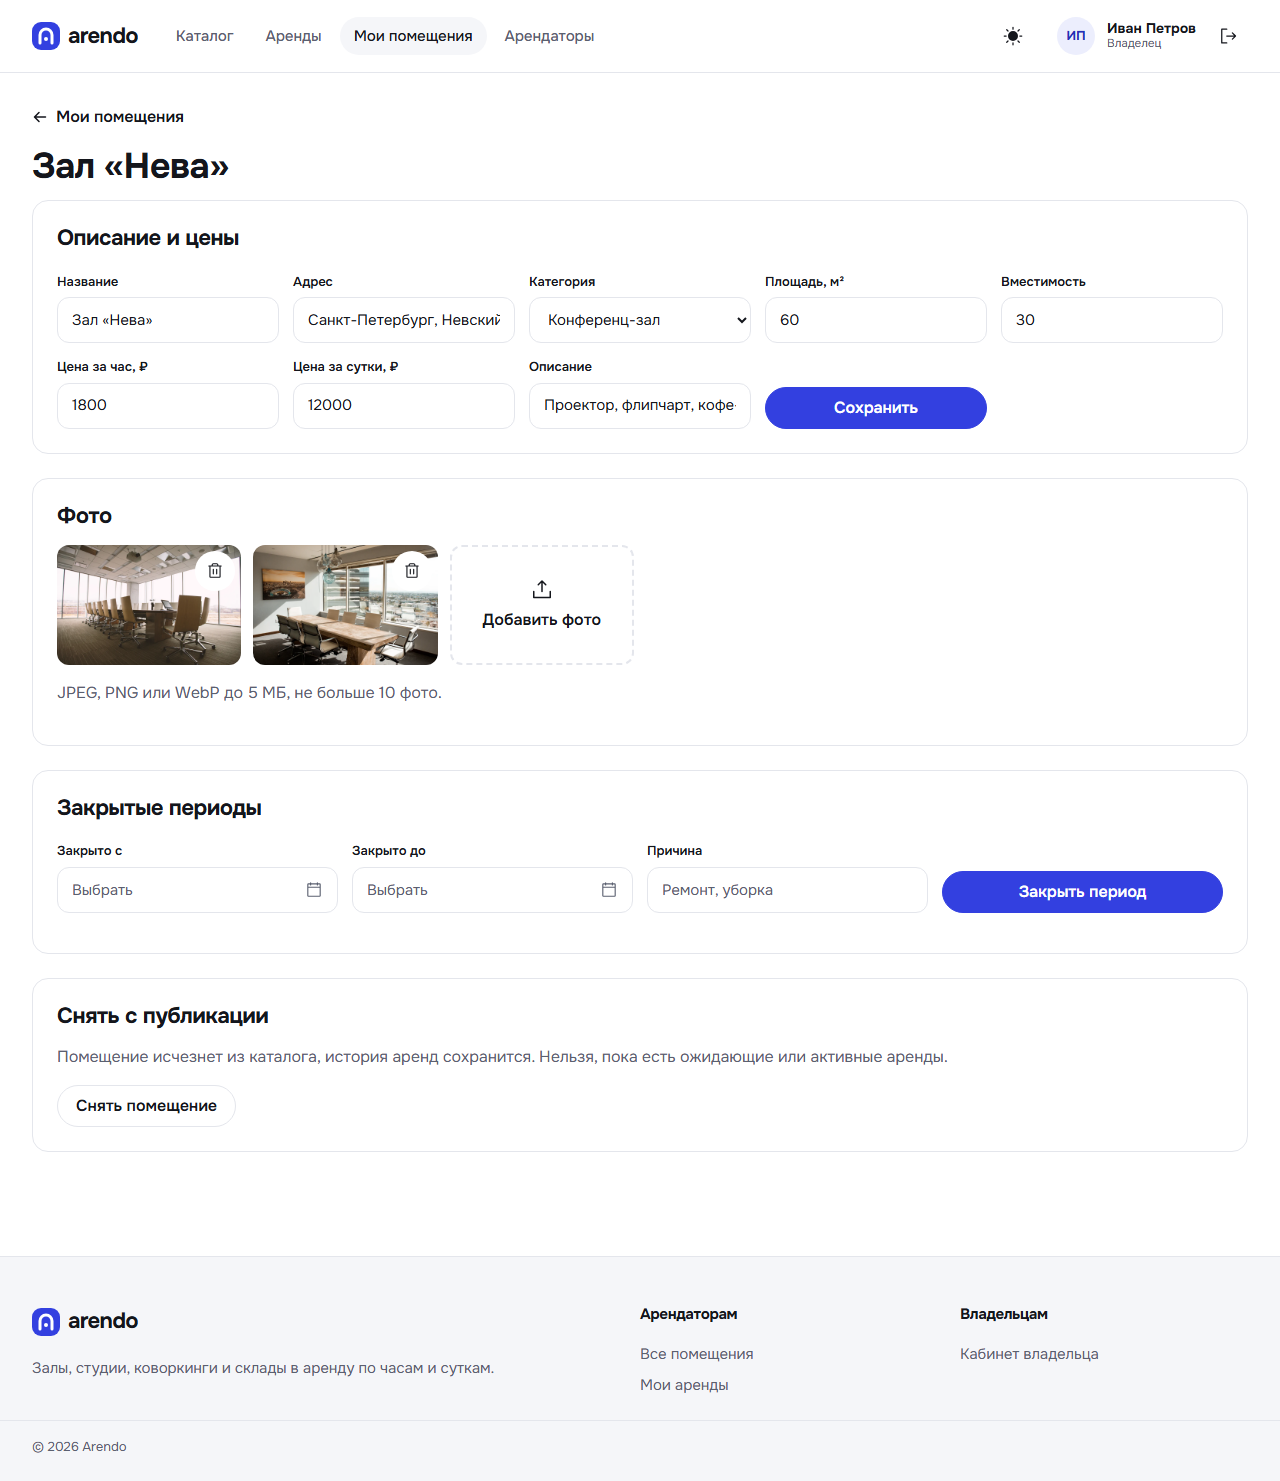 arendo
Каталог
Аренды
Мои помещения
Арендаторы
ИП
Иван Петров
Владелец
Мои помещения
Зал «Нева»
Описание и цены
Название
Адрес
Категория
Площадь, м²
Вместимость
Зал «Нева»
Санкт-Петербург, Невский
Конференц-зал
60
30
Цена за час, ₽
Цена за сутки, ₽
Описание
1800
12000
Проектор, флипчарт, кофе-
Сохранить
Фото
Добавить фото
JPEG, PNG или WebP до 5 МБ, не больше 10 фото.
Закрытые периоды
Закрыто с
Закрыто до
Причина
Выбрать
Выбрать
Ремонт, уборка
Закрыть период
Снять с публикации
Помещение исчезнет из каталога, история аренд сохранится. Нельзя, пока есть ожидающие или активные аренды.
Снять помещение
arendo
Залы, студии, коворкинги и склады в аренду по часам и суткам.
Арендаторам
Все помещения
Мои аренды
Владельцам
Кабинет владельца
© 2026 Arendo